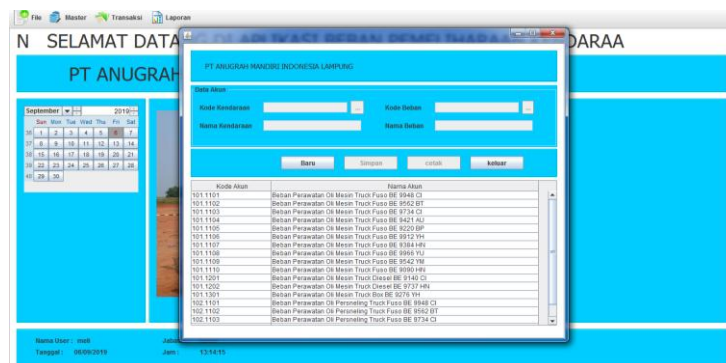 File Master Transaksi Laporan
N SELAMAT DATA
DARAA
PT ANUGRAH
September 2019
Sun Mon Tue Wed Thu Fri Sat
36 1 2 3 4 5 6 7
37 8 9 10 11 12 13 14
38 15 16 17 18 19 20 21
39 22 23 24 25 26 27 28
40 29 30
PT ANUGRAH MANDIRI INDONESIA LAMPUNG
Data Akun
Kode Kendaraan ... Kode Beban ...
Nama Kendaraan Nama Beban
Baru Simpan cetak keluar
Kode Akun Nama Akun
101.1101 Beban Perawatan Oli Mesin Truck Fuso BE 9948 CI
101.1102 Beban Perawatan Oli Mesin Truck Fuso BE 9562 BT
101.1103 Beban Perawatan Oli Mesin Truck Fuso BE 9734 CI
101.1104 Beban Perawatan Oli Mesin Truck Fuso BE 9421 AU
101.1105 Beban Perawatan Oli Mesin Truck Fuso BE 9220 BP
101.1106 Beban Perawatan Oli Mesin Truck Fuso BE 9912 YH
101.1107 Beban Perawatan Oli Mesin Truck Fuso BE 9384 HN
101.1108 Beban Perawatan Oli Mesin Truck Fuso BE 9966 YU
101.1109 Beban Perawatan Oli Mesin Truck Fuso BE 9542 YM
101.1110 Beban Perawatan Oli Mesin Truck Fuso BE 9090 HN
101.1201 Beban Perawatan Oli Mesin Truck Diesel BE 9140 CI
101.1202 Beban Perawatan Oli Mesin Truck Diesel BE 9737 HN
101.1301 Beban Perawatan Oli Mesin Truck Box BE 9276 YH
102.1101 Beban Perawatan Oli Persneling Truck Fuso BE 9948 CI
102.1102 Beban Perawatan Oli Persneling Truck Fuso BE 9562 BT
102.1103 Beban Perawatan Oli Persneling Truck Fuso BE 9734 CI
Nama User : meli Jabat
Tanggal : 06/09/2019 Jam : 13:14:15